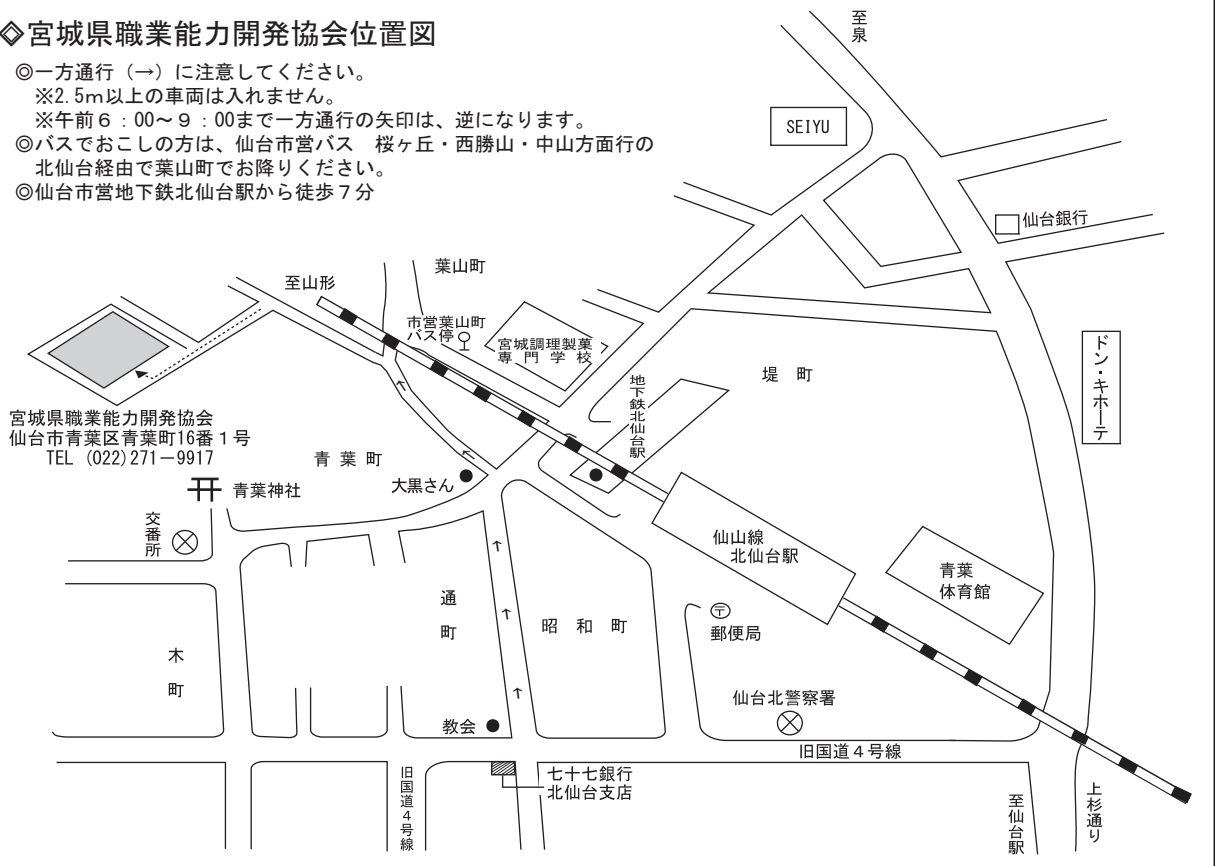 ◇宮城県職業能力開発協会位置図
◎一方通行（→）に注意してください。
※2.5m以上の車両は入れません。
※午前６：00〜９：00まで一方通行の矢印は、逆になります。
◎バスでおこしの方は、仙台市営バス　桜ヶ丘・西勝山・中山方面行の
北仙台経由で葉山町でお降りください。
◎仙台市営地下鉄北仙台駅から徒歩７分
至泉
SEIYU
仙台銀行
至山形
葉山町
市営葉山町
バス停
宮城調理製菓
専門学校
地下鉄北仙台駅
堤町
ドン・キホーテ
宮城県職業能力開発協会
仙台市青葉区青葉町16番１号
TEL (022)271－9917
青葉町
大黒さん
青葉神社
交番所
仙山線
北仙台駅
青葉
体育館
通町
昭和町
〒
郵便局
木町
仙台北警察署
教会
旧国道４号線
七十七銀行
北仙台支店
旧国道４号線
至仙台駅
上杉通り